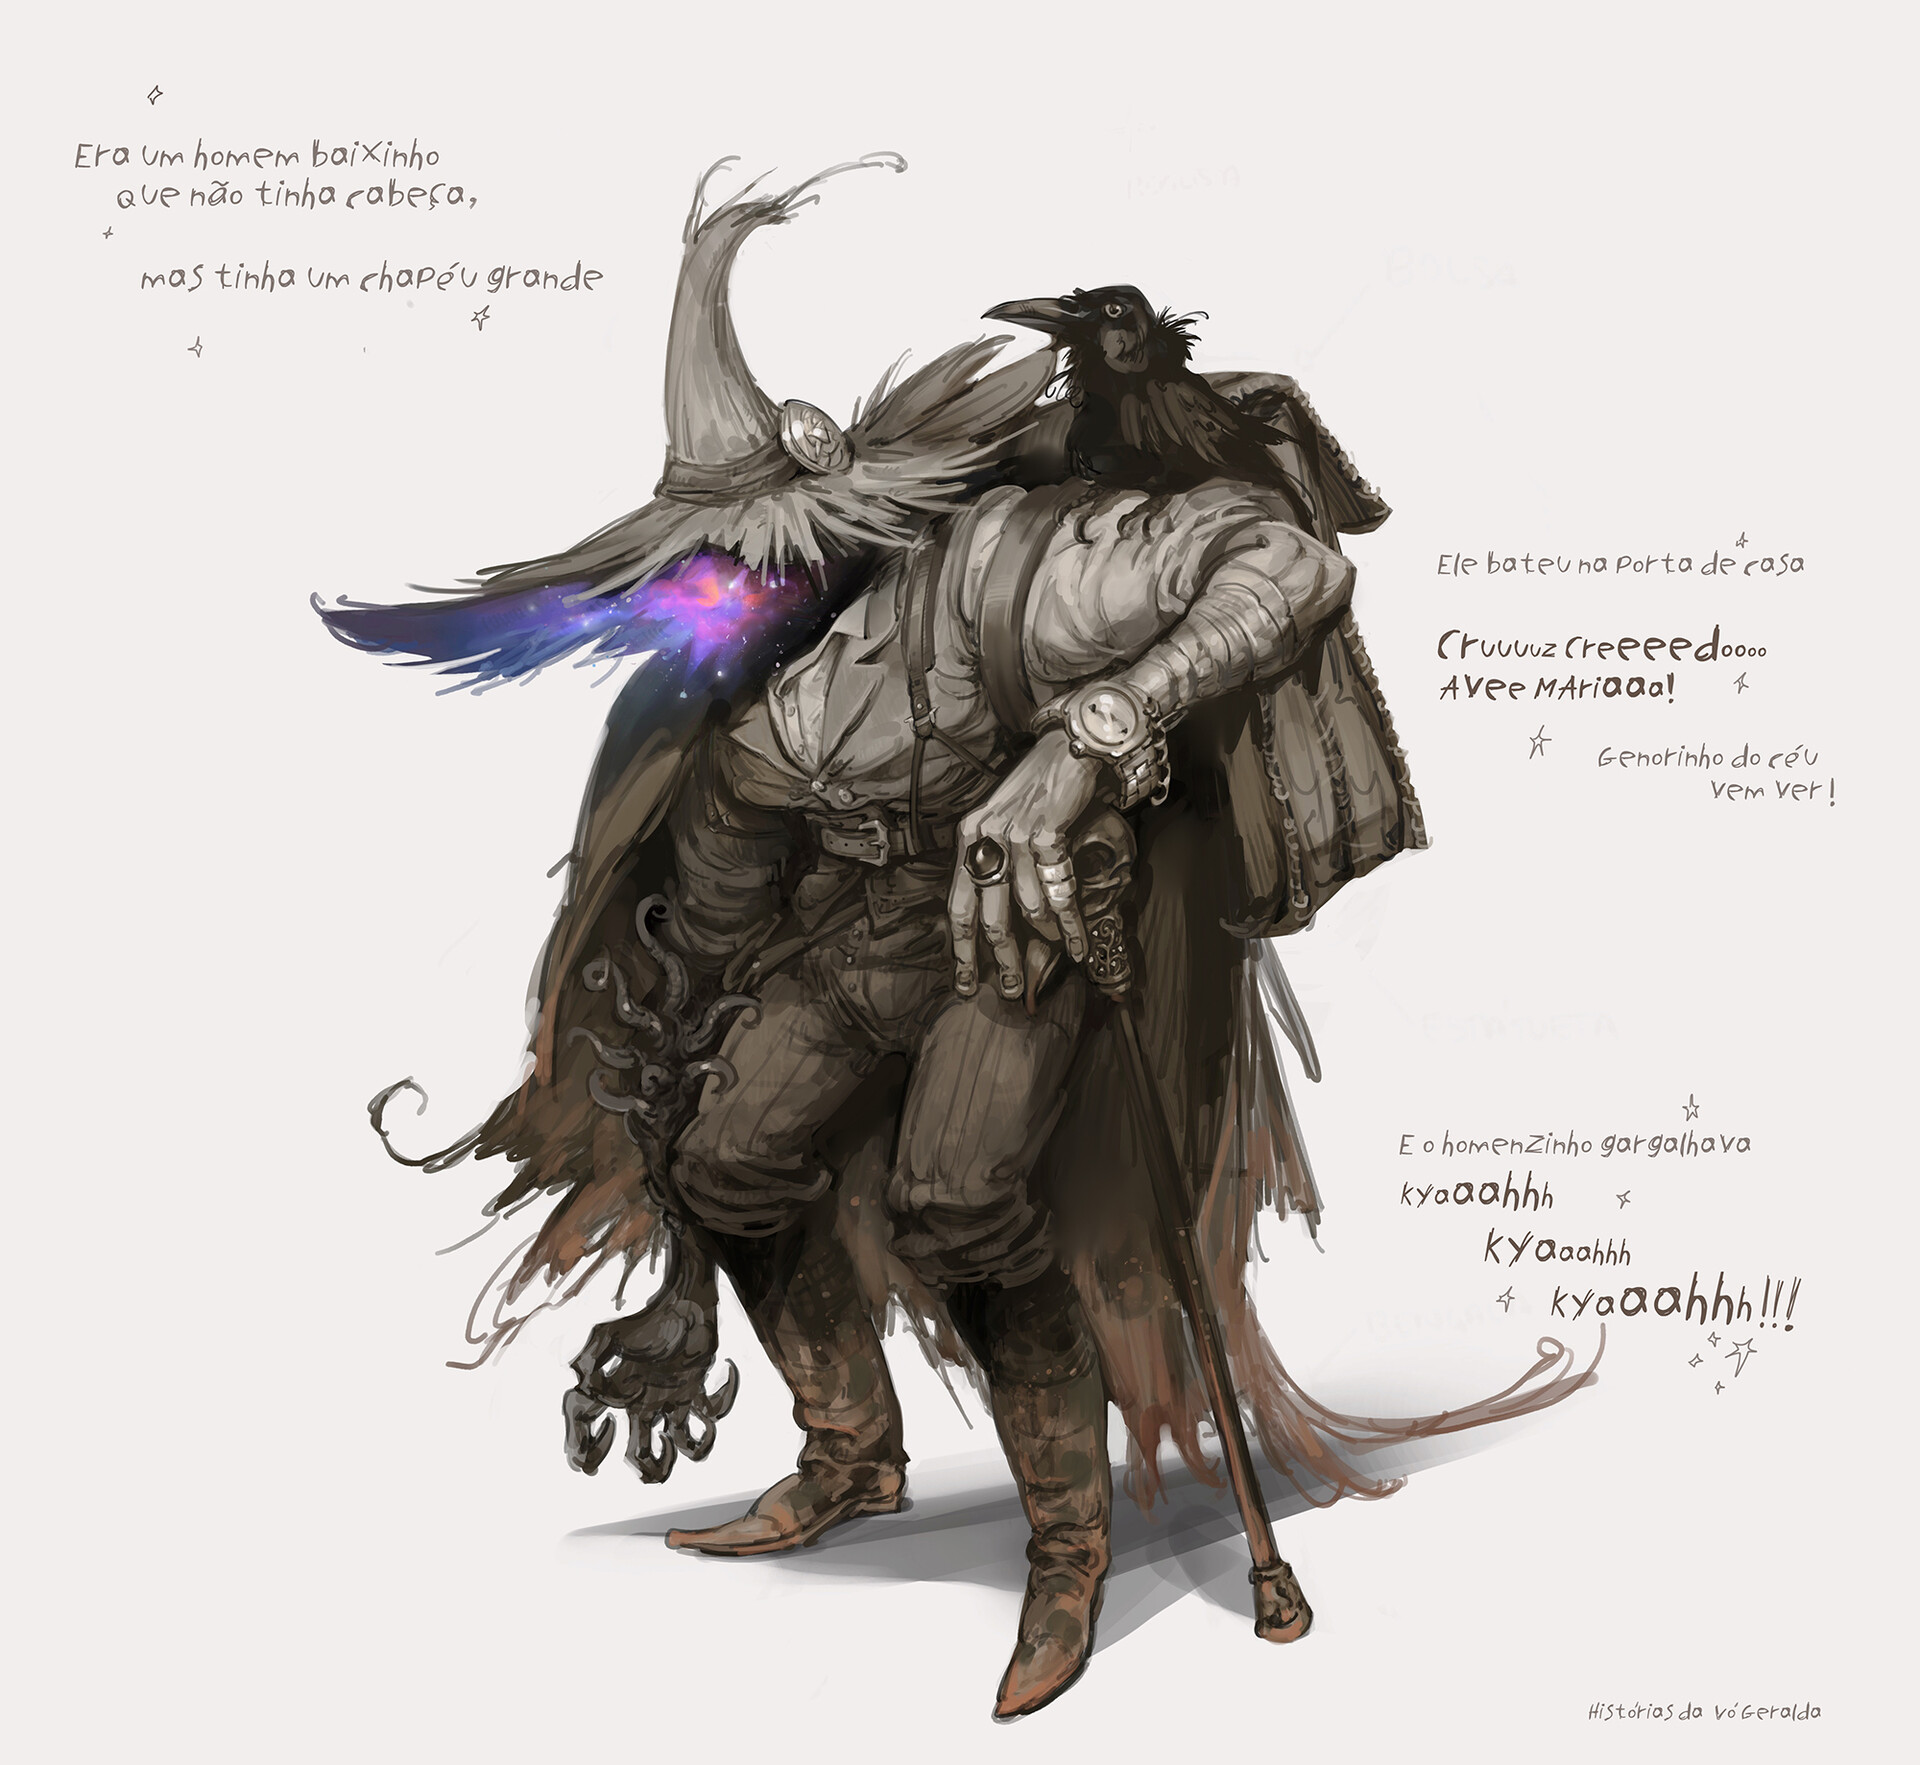 Era um homem baixinho
que não tinha cabeça,
mas tinha um chapéu grande
Ele bateu na porta de casa
Cruuuuz Creeeedoooo
AVee MAriaaa!
Genorinho do céu
vem ver!
E o homenzinho gargalhava
kyaaahhh
kyaaahhh
kyaaaahhh!!!
Histórias da Vó Geralda